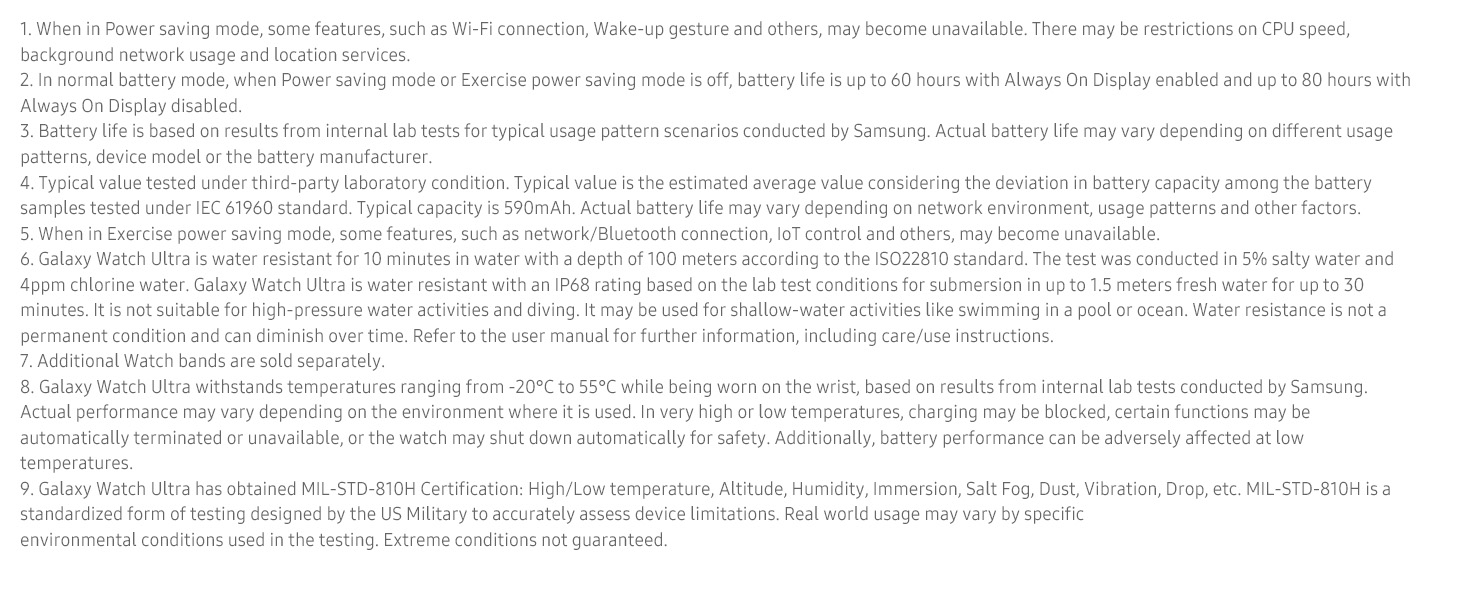 1. When in Power saving mode, some features, such as Wi-Fi connection, Wake-up gesture and others, may become unavailable. There may be restrictions on CPU speed,
background network usage and location services.
2. In normal battery mode, when Power saving mode or Exercise power saving mode is off, battery life is up to 60 hours with Always On Display enabled and up to 80 hours with
Always On Display disabled.
3. Battery life is based on results from internal lab tests for typical usage pattern scenarios conducted by Samsung. Actual battery life may vary depending on different usage
patterns, device model or the battery manufacturer.
4. Typical value tested under third-party laboratory condition. Typical value is the estimated average value considering the deviation in battery capacity among the battery
samples tested under IEC 61960 standard. Typical capacity is 590mAh. Actual battery life may vary depending on network environment, usage patterns and other factors.
5. When in Exercise power saving mode, some features, such as network/Bluetooth connection, IoT control and others, may become unavailable.
6. Galaxy Watch Ultra is water resistant for 10 minutes in water with a depth of 100 meters according to the ISO22810 standard. The test was conducted in 5% salty water and
4ppm chlorine water. Galaxy Watch Ultra is water resistant with an IP68 rating based on the lab test conditions for submersion in up to 1.5 meters fresh water for up to 30
minutes. It is not suitable for high-pressure water activities and diving. It may be used for shallow-water activities like swimming in a pool or ocean. Water resistance is not a
permanent condition and can diminish over time. Refer to the user manual for further information, including care/use instructions.
7. Additional Watch bands are sold separately.
8. Galaxy Watch Ultra withstands temperatures ranging from -20°C to 55°C while being worn on the wrist, based on results from internal lab tests conducted by Samsung.
Actual performance may vary depending on the environment where it is used. In very high or low temperatures, charging may be blocked, certain functions may be
automatically terminated or unavailable, or the watch may shut down automatically for safety. Additionally, battery performance can be adversely affected at low
temperatures.
9. Galaxy Watch Ultra has obtained MIL-STD-810H Certification: High/Low temperature, Altitude, Humidity, Immersion, Salt Fog, Dust, Vibration, Drop, etc. MIL-STD-810H is a
standardized form of testing designed by the US Military to accurately assess device limitations. Real world usage may vary by specific
environmental conditions used in the testing. Extreme conditions not guaranteed.